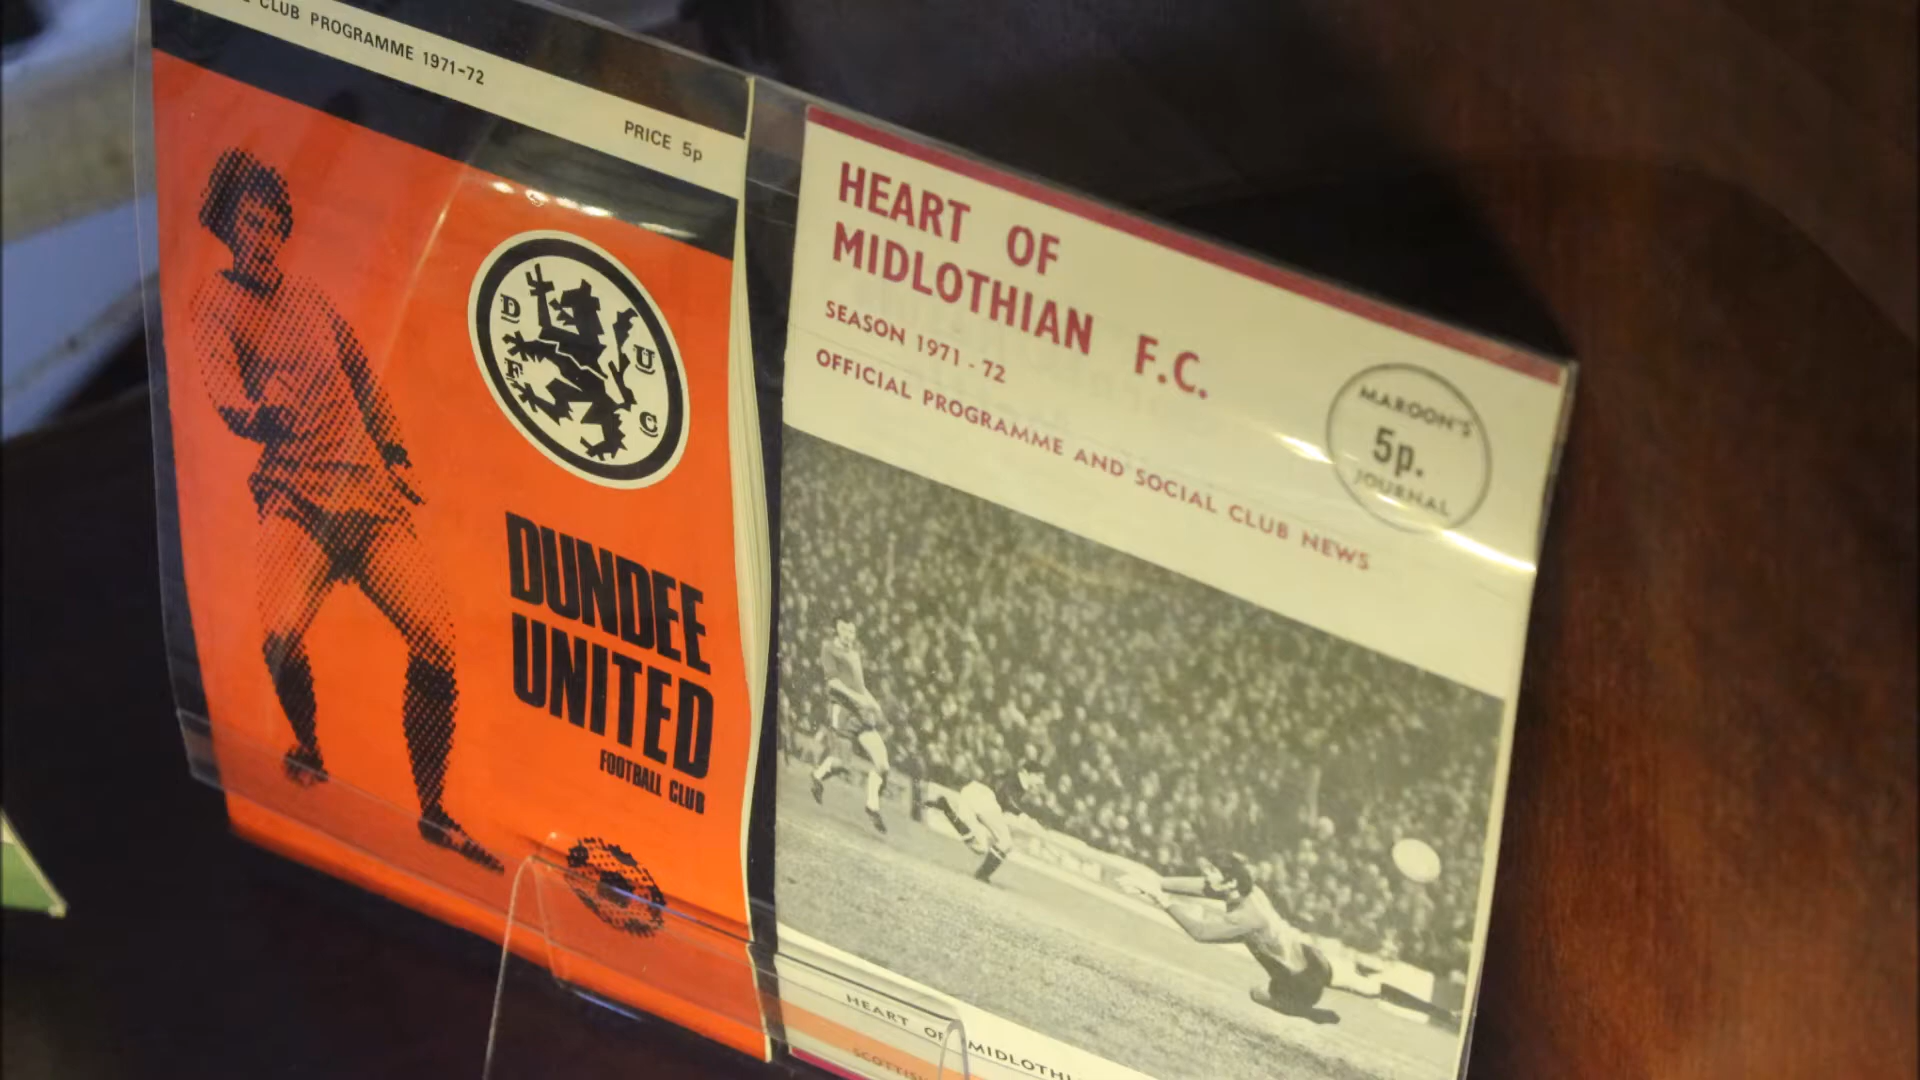 CLUB PROGRAMME 1971-72
PRICE 5p
D U
F C
DUNDEE
UNITED
FOOTBALL CLUB
HEART OF
MIDLOTHIAN F.C.
SEASON 1971-72
OFFICIAL PROGRAMME AND SOCIAL CLUB NEWS
MAROON'S
5p.
JOURNAL
HEART OF MIDLOTHI